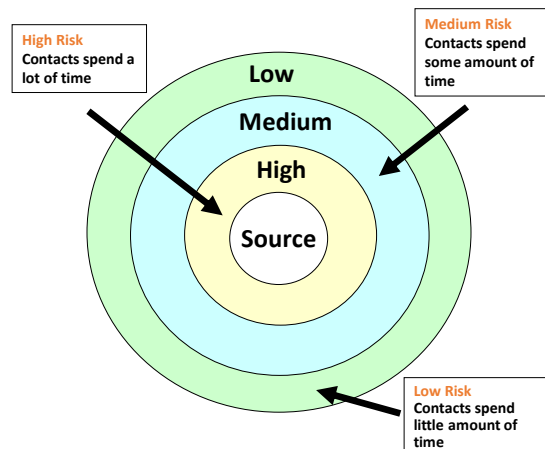 High Risk
Contacts spend a
lot of time
Medium Risk
Contacts spend
some amount of
time
Low
Medium
High
Source
Low Risk
Contacts spend
little amount of
time